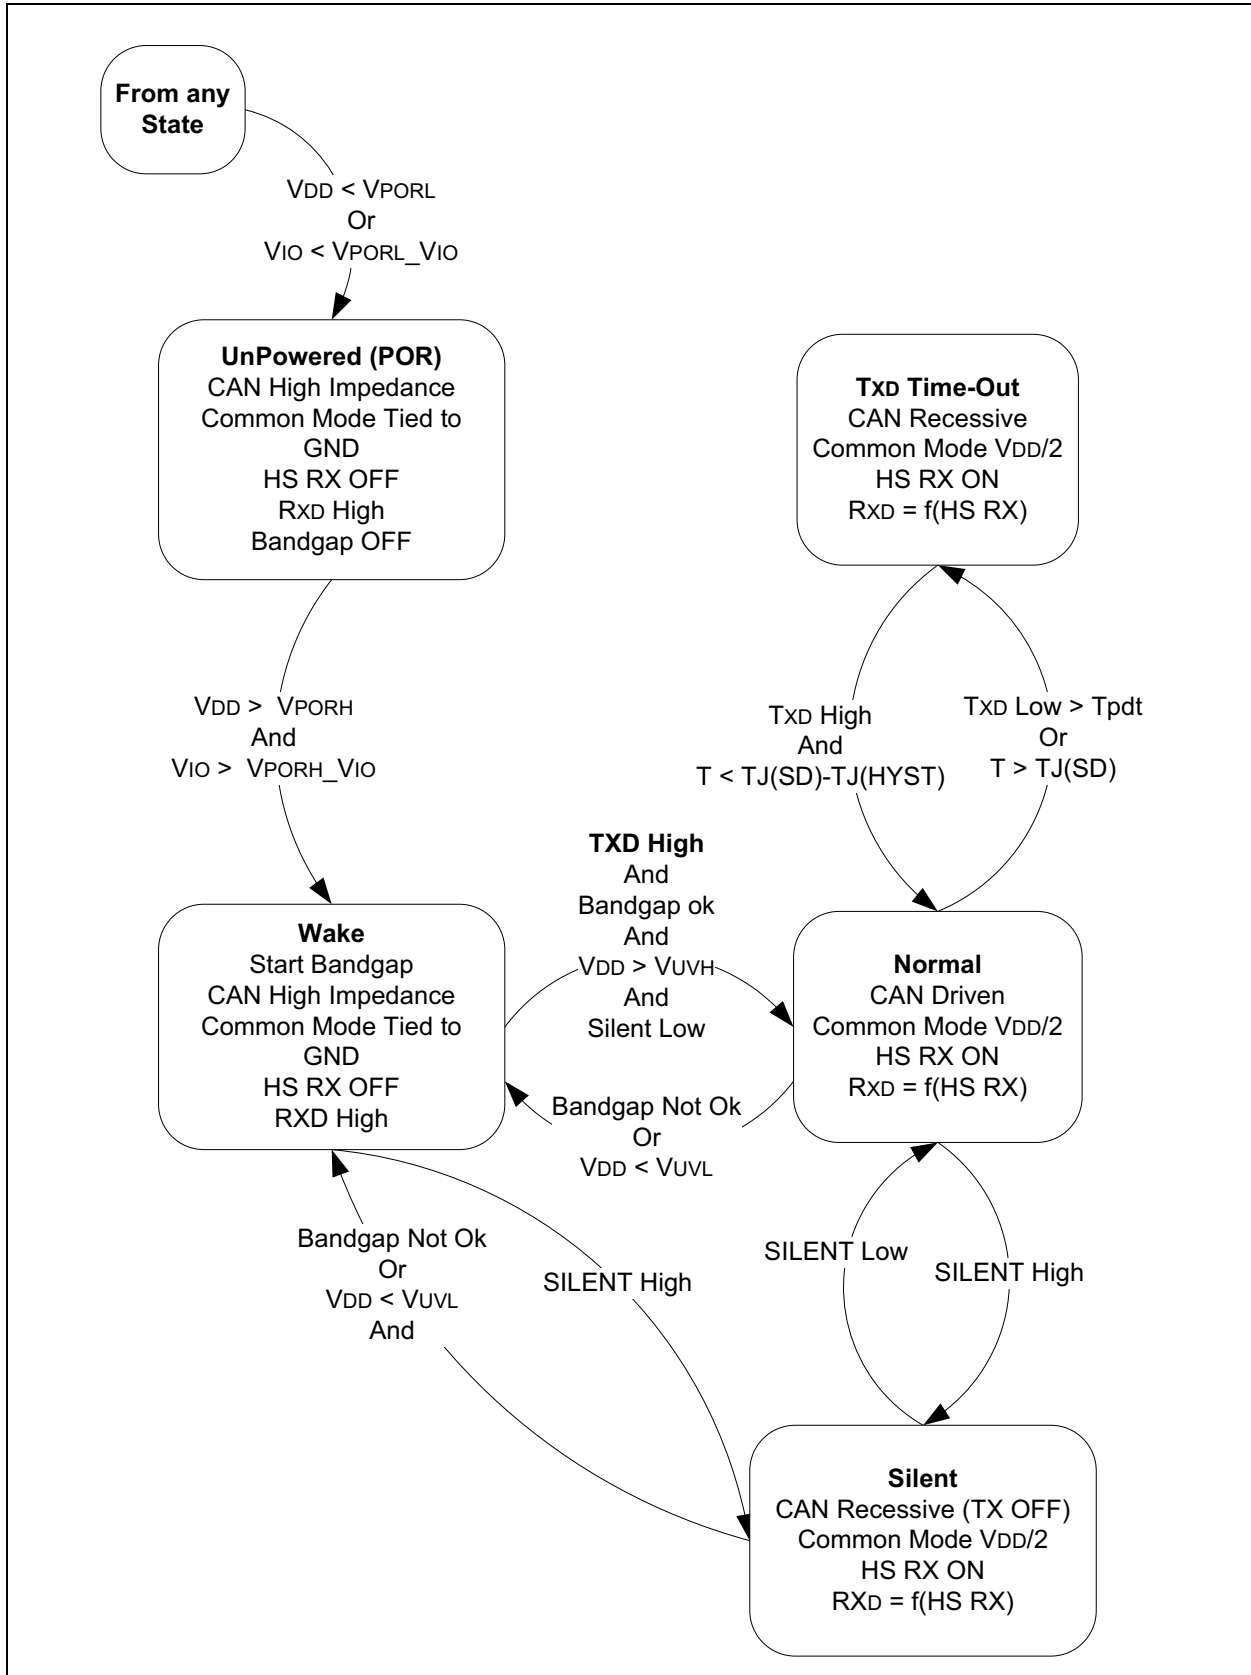 From any
State
VDD < VPORL
Or
VIO < VPORL_VIO
UnPowered (POR)
CAN High Impedance
Common Mode Tied to
GND
HS RX OFF
RXD High
Bandgap OFF
TXD Time-Out
CAN Recessive
Common Mode VDD/2
HS RX ON
RXD = f(HS RX)
VDD > VPORH
And
VIO > VPORH_VIO
TXD High
And
T < TJ(SD)-TJ(HYST)
TXD Low > Tpdt
Or
T > TJ(SD)
TXD High
And
Bandgap ok
And
VDD > VUVH
And
Silent Low
Wake
Start Bandgap
CAN High Impedance
Common Mode Tied to
GND
HS RX OFF
RXD High
Normal
CAN Driven
Common Mode VDD/2
HS RX ON
RXD = f(HS RX)
Bandgap Not Ok
Or
VDD < VUVL
Bandgap Not Ok
Or
VDD < VUVL
And
SILENT High
SILENT Low
SILENT High
Silent
CAN Recessive (TX OFF)
Common Mode VDD/2
HS RX ON
RXD = f(HS RX)